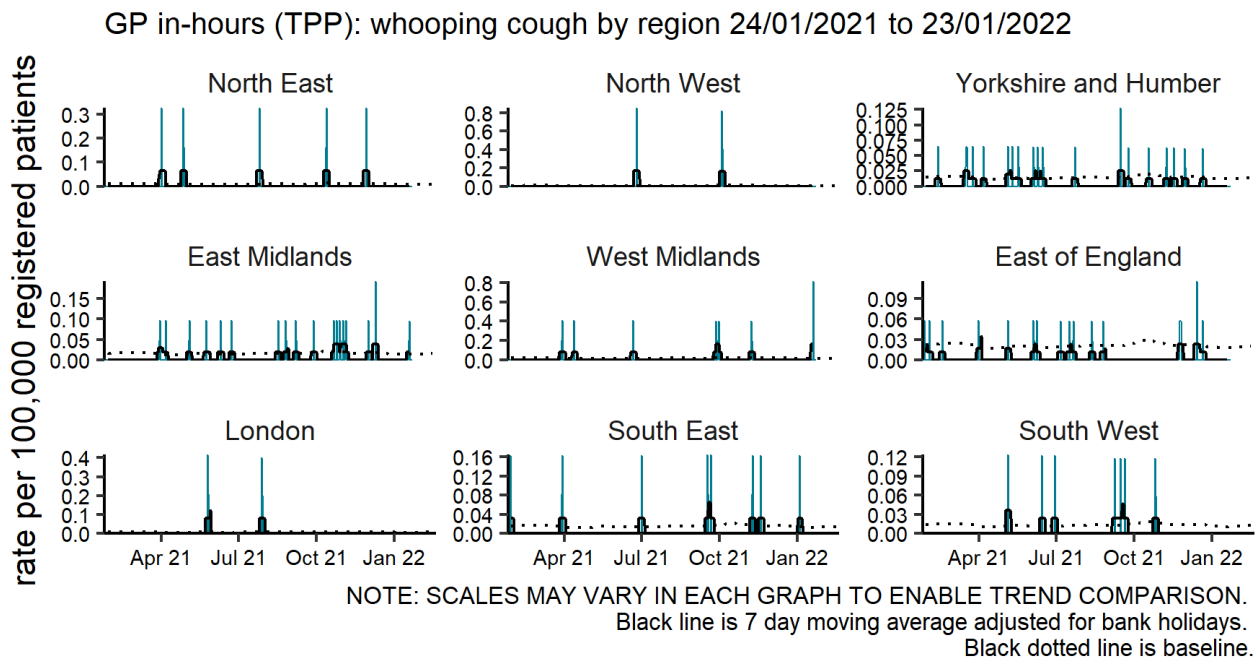 GP in-hours (TPP): whooping cough by region 24/01/2021 to 23/01/2022
rate per 100,000 registered patients
North East
0.3
0.2
0.1
0.0
North West
0.8
0.6
0.4
0.2
0.0
Yorkshire and Humber
0.125
0.100
0.075
0.050
0.025
0.000
East Midlands
0.15
0.10
0.05
0.00
West Midlands
0.8
0.6
0.4
0.2
0.0
East of England
0.09
0.06
0.03
0.00
London
0.4
0.3
0.2
0.1
0.0
Apr 21 Jul 21 Oct 21 Jan 22
South East
0.16
0.12
0.08
0.04
0.00
Apr 21 Jul 21 Oct 21 Jan 22
South West
0.12
0.09
0.06
0.03
0.00
Apr 21 Jul 21 Oct 21 Jan 22
NOTE: SCALES MAY VARY IN EACH GRAPH TO ENABLE TREND COMPARISON.
Black line is 7 day moving average adjusted for bank holidays.
Black dotted line is baseline.